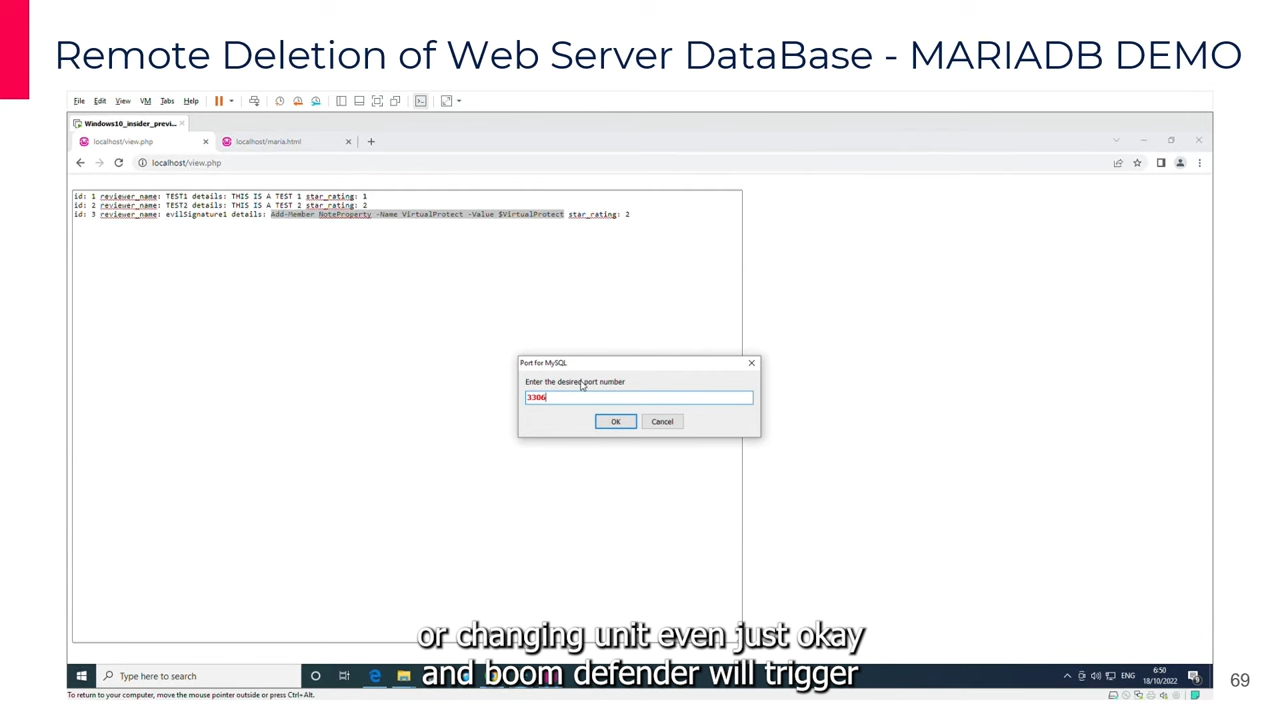 Remote Deletion of Web Server DataBase - MARIADB DEMO
File Edit View VM Tabs Help
Windows10_insider_previ...
localhost/view.php localhost/maria.html
localhost/view.php
id: 1 reviewer_name: TEST1 details: THIS IS A TEST 1 star_rating: 1
id: 2 reviewer_name: TEST2 details: THIS IS A TEST 2 star_rating: 2
id: 3 reviewer_name: evilSignature1 details: Add-Member NoteProperty -Name VirtualProtect -Value $VirtualProtect star_rating: 2
Port for MySQL
Enter the desired port number
3306
OK Cancel
or changing unit even just okay
and boom defender will trigger
Type here to search
ENG
6:50
18/10/2022
To return to your computer, move the mouse pointer outside or press Ctrl+Alt.
69